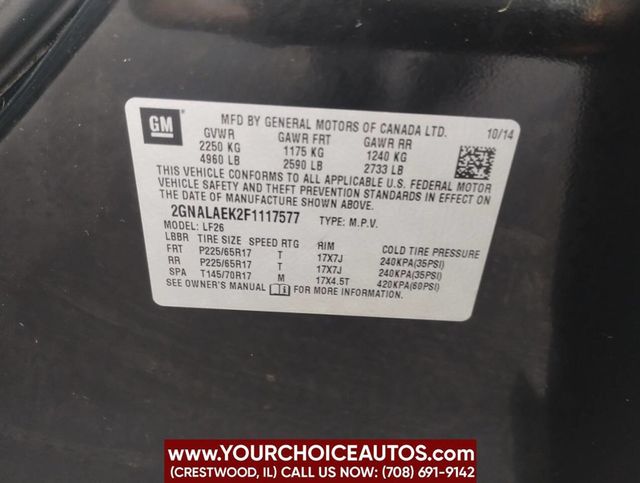 GM
MFD BY GENERAL MOTORS OF CANADA LTD. 10/14
GVWR GAWR FRT GAWR RR
2250 KG 1175 KG 1240 KG
4960 LB 2590 LB 2733 LB
THIS VEHICLE CONFORMS TO ALL APPLICABLE U.S. FEDERAL MOTOR
VEHICLE SAFETY AND THEFT PREVENTION STANDARDS IN EFFECT ON
THE DATE OF MANUFACTURE SHOWN ABOVE.
2GNALAEK2F1117577 TYPE: M.P.V.
MODEL: LF26
LBBR TIRE SIZE SPEED RTG RIM COLD TIRE PRESSURE
FRT P225/65R17 T 17X7J 240KPA(35PSI)
RR P225/65R17 T 17X7J 240KPA(35PSI)
SPA T145/70R17 M 17X4.5T 420KPA(60PSI)
SEE OWNER'S MANUAL FOR MORE INFORMATION.
WWW.YOURCHOICEAUTOS.COM
(CRESTWOOD, IL) CALL US NOW: (708) 691-9142